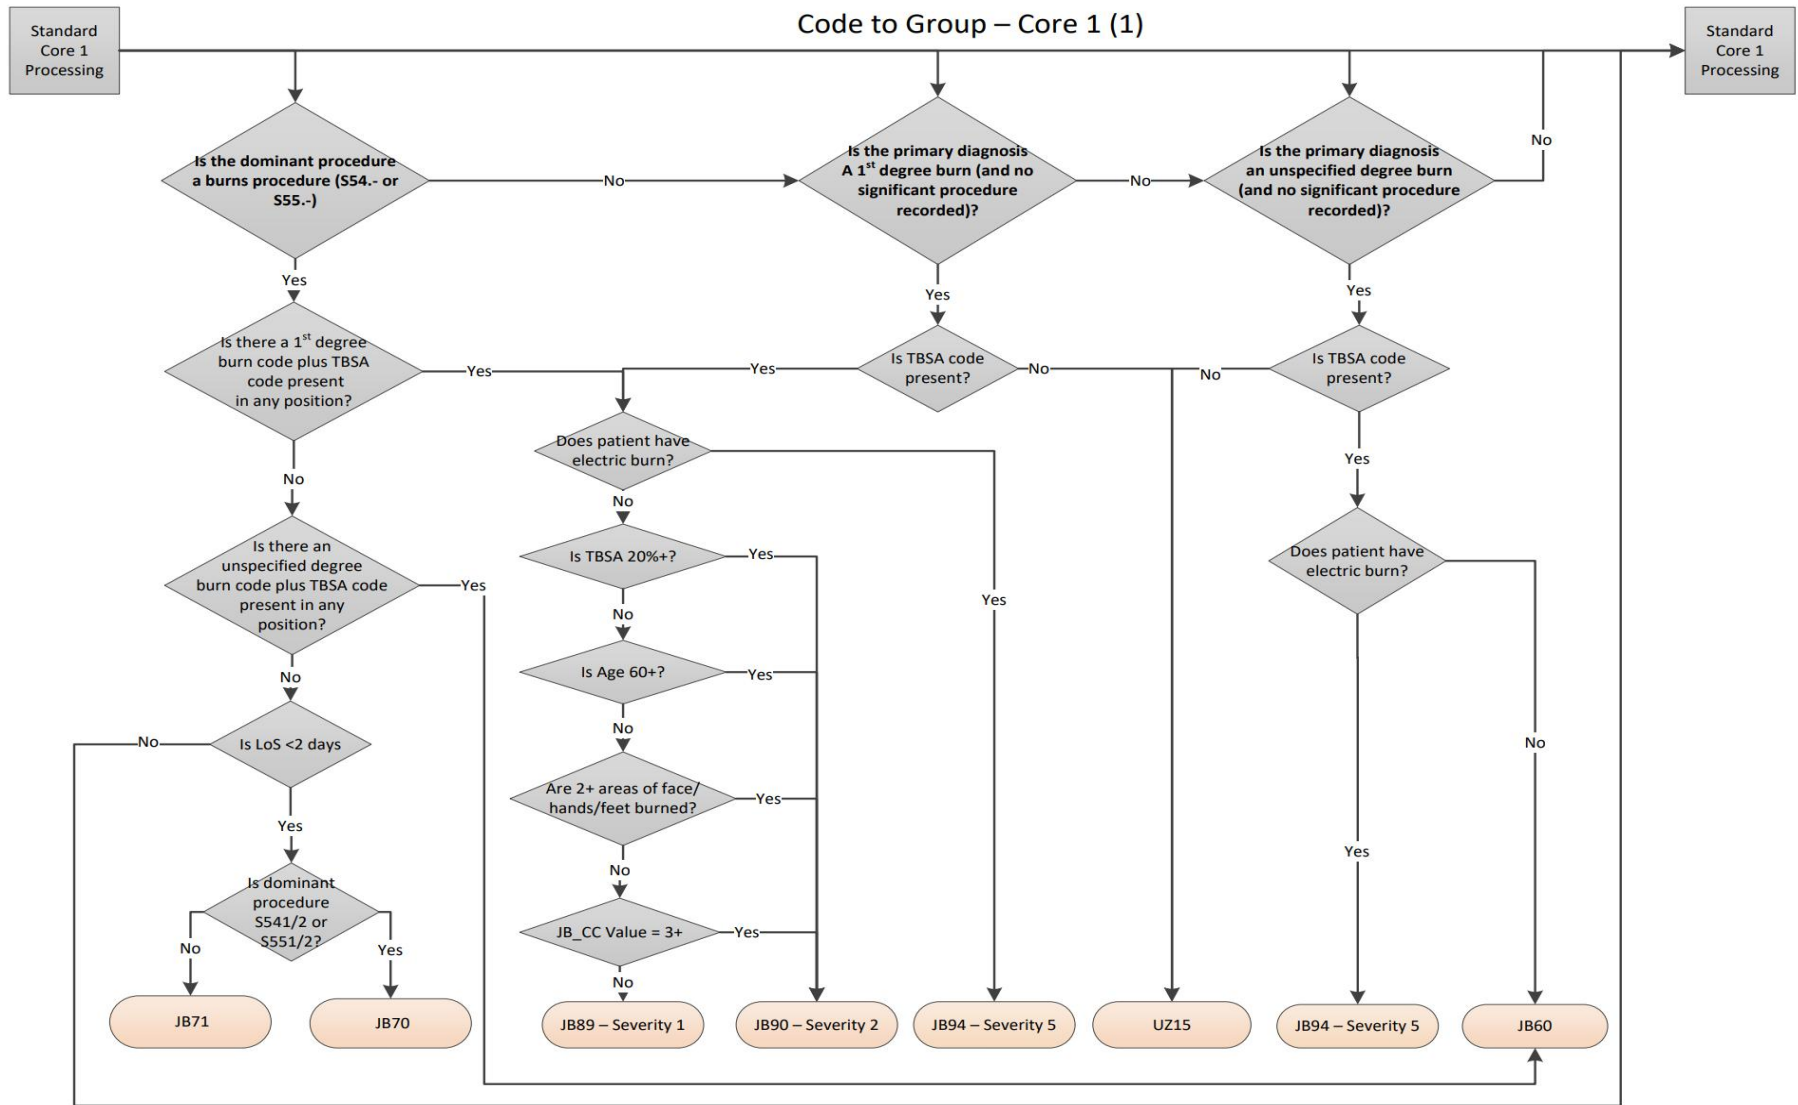 Code to Group – Core 1 (1)
Standard
Core 1
Processing
Standard
Core 1
Processing
Is the dominant procedure
a burns procedure (S54.- or
S55.-)
No
Is the primary diagnosis
A 1st degree burn (and no
significant procedure
recorded)?
No
Is the primary diagnosis
an unspecified degree burn
(and no significant procedure
recorded)?
No
Yes
Yes
Yes
Is there a 1st degree
burn code plus TBSA
code present
in any position?
Yes
Yes
Is TBSA code
present?
No
No
Is TBSA code
present?
No
Does patient have
electric burn?
Yes
No
Yes
Is there an
unspecified degree
burn code plus TBSA code
present in any
position?
Yes
Is TBSA 20%+?
Yes
No
Does patient have
electric burn?
No
Yes
No
Is Age 60+?
Yes
No
No
Is LoS <2 days
Are 2+ areas of face/
hands/feet burned?
Yes
No
Yes
Is dominant
procedure
S541/2 or
S551/2?
No
Yes
JB_CC Value = 3+
Yes
No
JB71
JB70
JB89 – Severity 1
JB90 – Severity 2
JB94 – Severity 5
UZ15
JB94 – Severity 5
JB60